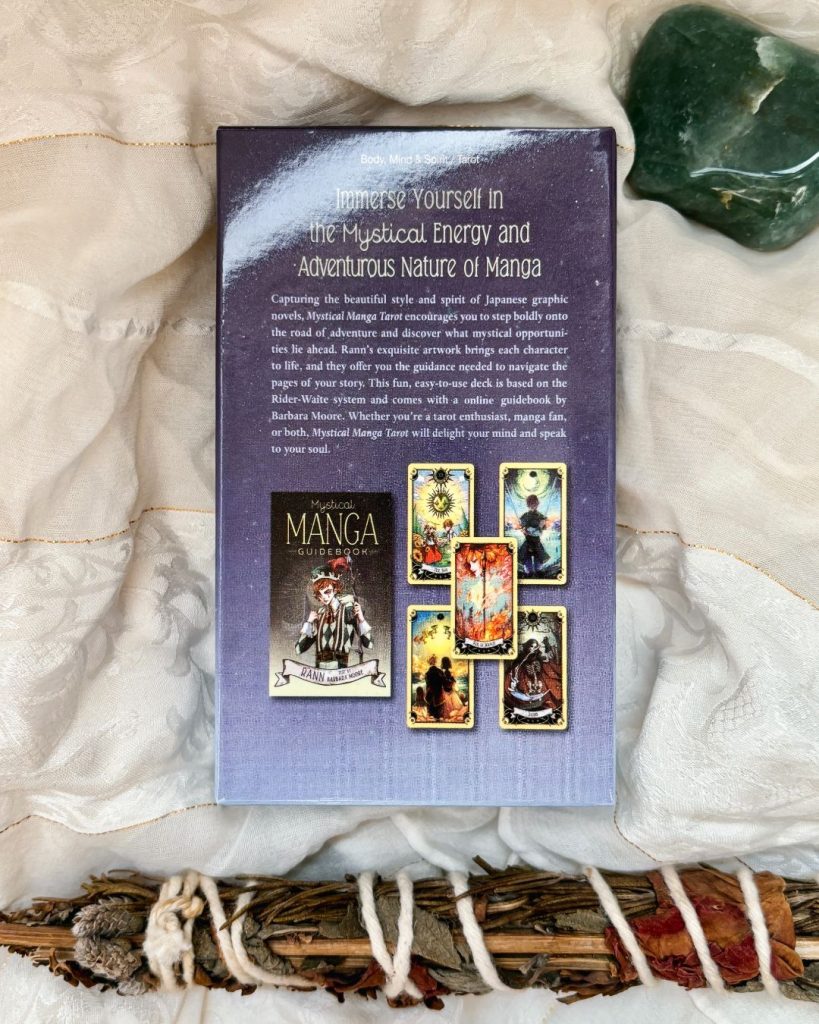 Body, Mind & Spirit / Tarot
Immerse Yourself in
the Mystical Energy and
Adventurous Nature of Manga
Capturing the beautiful style and spirit of Japanese graphic
novels, Mystical Manga Tarot encourages you to step boldly onto
the road of adventure and discover what mystical opportuni-
ties lie ahead. Rann's exquisite artwork brings each character
to life, and they offer you the guidance needed to navigate the
pages of your story. This fun, easy-to-use deck is based on the
Rider-Waite system and comes with a online guidebook by
Barbara Moore. Whether you're a tarot enthusiast, manga fan,
or both, Mystical Manga Tarot will delight your mind and speak
to your soul.
Mystical
MANGA
GUIDEBOOK
RANN
BARBARA MOORE